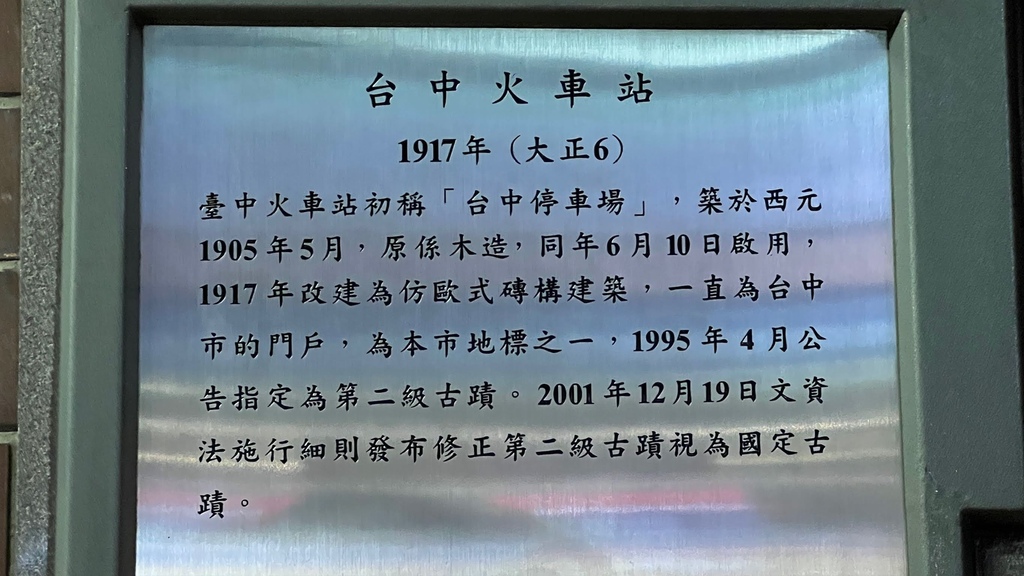 台中火車站
1917年（大正6）
臺中火車站初稱「台中停車場」，築於西元
1905年5月，原係木造，同年6月10日啟用，
1917年改建為仿歐式磚構建築，一直為台中
市的門戶，為本市地標之一，1995年4月公
告指定為第二級古蹟。2001年12月19日文資
法施行細則發布修正第二級古蹟視為國定古
蹟。